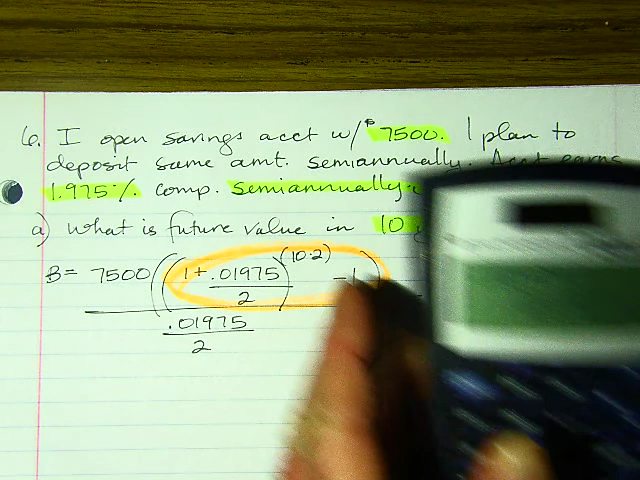 6. I open savings acct w/ $7500. I plan to
deposit same amt. semiannually. Acct earns
1.975% comp. semiannually.
a) What is future value in 10
B = 7500((1 + .01975/2)^(10·2) - 1)
.01975/2